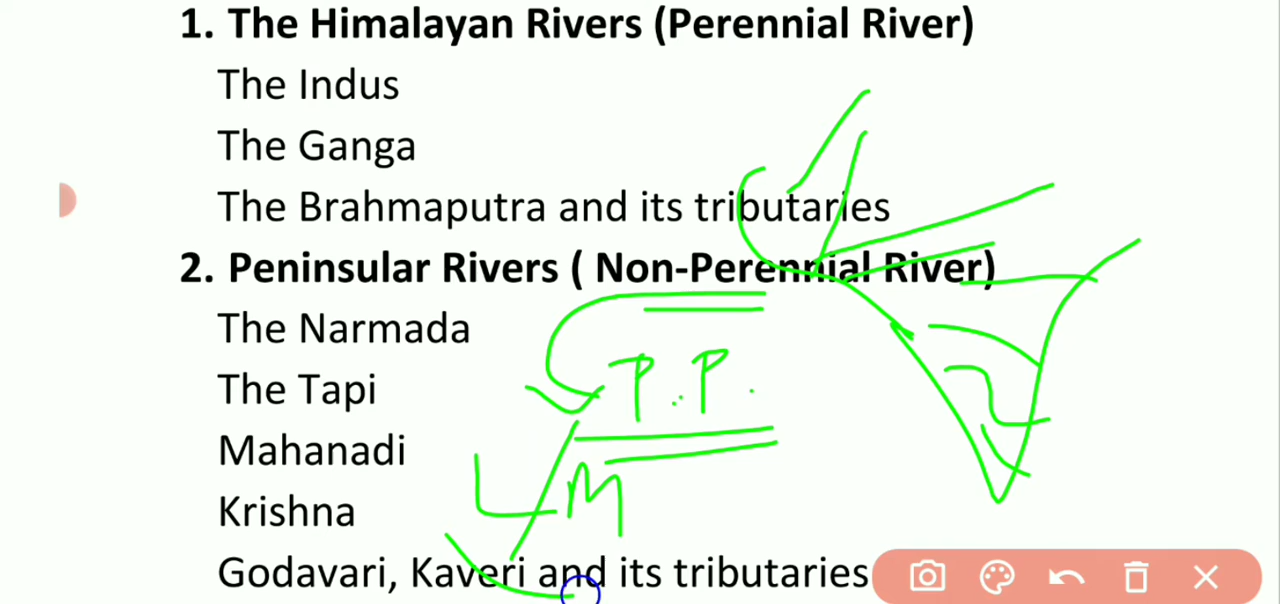 1. The Himalayan Rivers (Perennial River)
The Indus
The Ganga
The Brahmaputra and its tributaries
2. Peninsular Rivers ( Non-Perennial River)
The Narmada
The Tapi
P.P.
Mahanadi
M
Krishna
Godavari, Kaveri and its tributaries